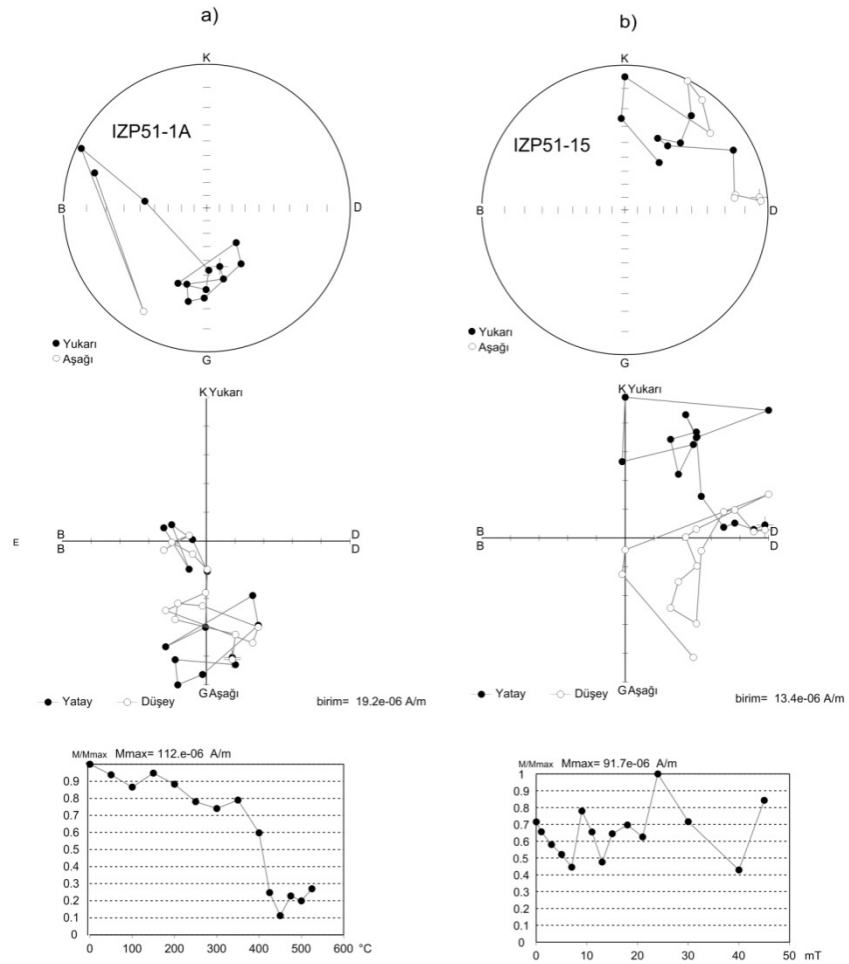 a)
K
IZP51-1A
B
D
Yukarı
Aşağı
G
K Yukarı
E
B
D
B
D
G Aşağı
Yatay
Düşey
birim= 19.2e-06 A/m
M/Mmax Mmax= 112.e-06 A/m
0.9
0.8
0.7
0.6
0.5
0.4
0.3
0.2
0.1
0
0 100 200 300 400 500 600 °C
b)
K
IZP51-15
B
D
Yukarı
Aşağı
G
K Yukarı
B
D
B
D
G Aşağı
Yatay
Düşey
birim= 13.4e-06 A/m
M/Mmax Mmax= 91.7e-06 A/m
1
0.9
0.8
0.7
0.6
0.5
0.4
0.3
0.2
0.1
0
0 10 20 30 40 50 mT